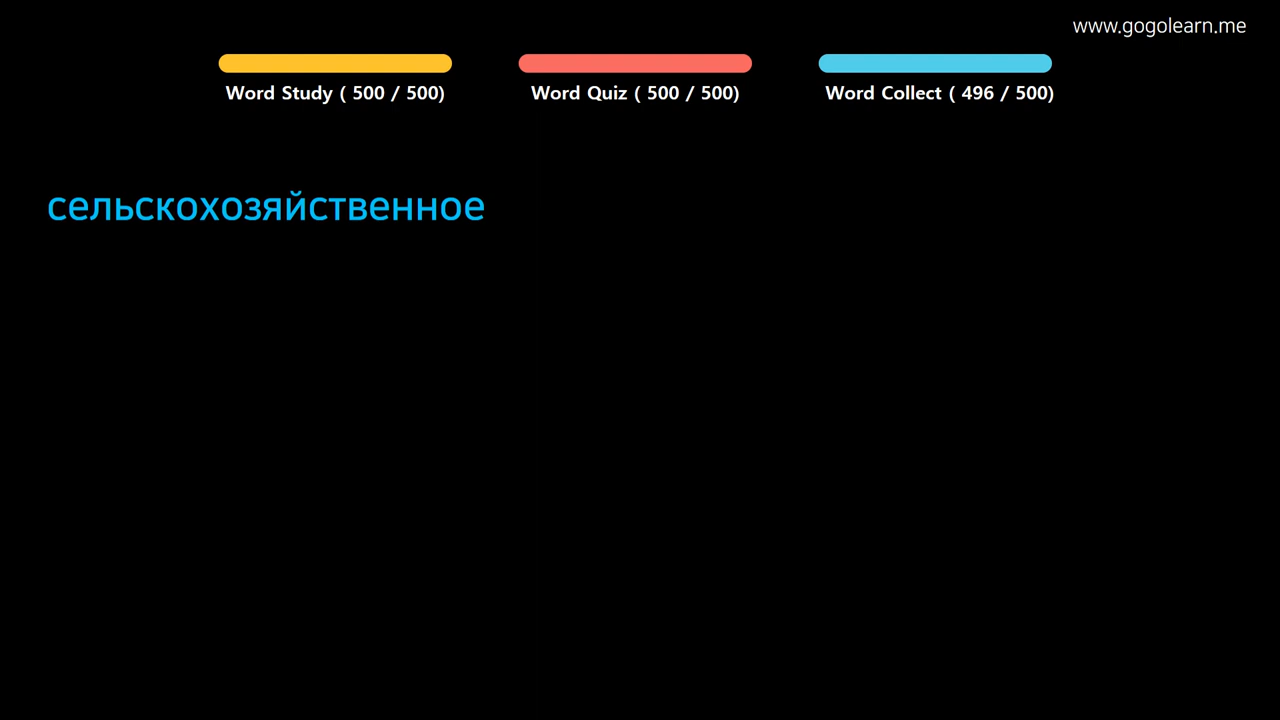 www.gogolearn.me
Word Study ( 500 / 500)
Word Quiz ( 500 / 500)
Word Collect ( 496 / 500)
сельскохозяйственное